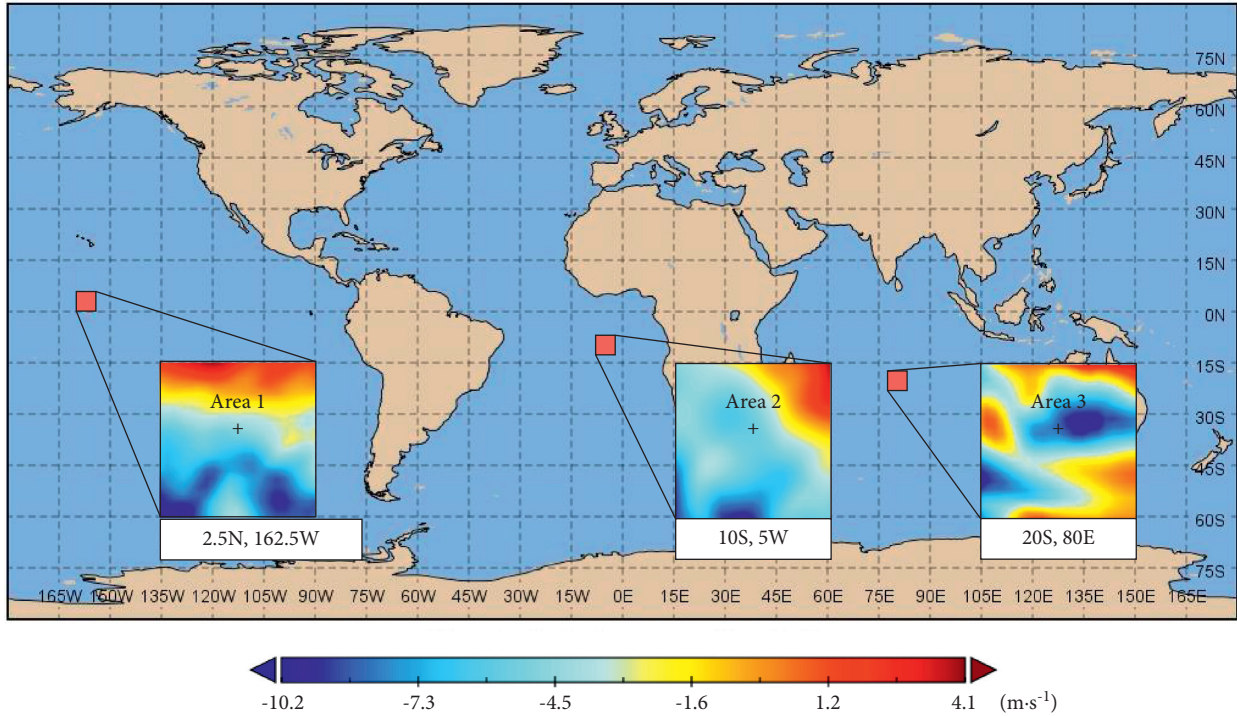 75N
60N
45N
30N
15N
0N
15S
30S
45S
60S
75S
Area 1
+
2.5N, 162.5W
Area 2
+
10S, 5W
Area 3
+
20S, 80E
165W 150W 135W 120W 105W 90W 75W 60W 45W 30W 15W 0E 15E 30E 45E 60E 75E 90E 105E 120E 135E 150E 165E
-10.2 -7.3 -4.5 -1.6 1.2 4.1 (m·s⁻¹)